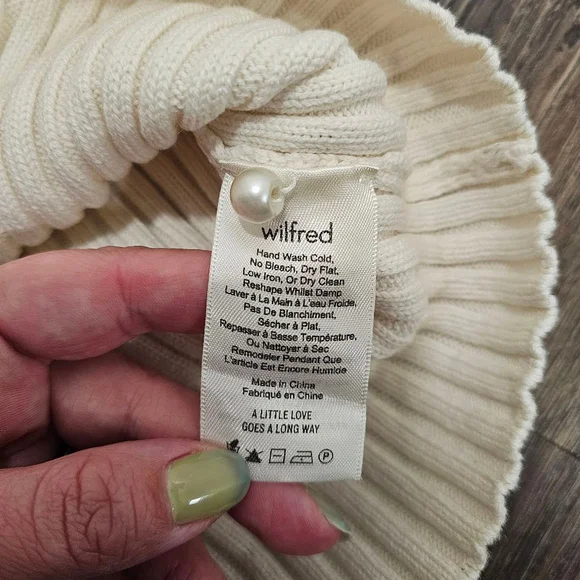 wilfred
Hand Wash Cold,
No Bleach, Dry Flat,
Low Iron, Or Dry Clean
Reshape Whilst Damp
Laver à La Main à L'eau Froide,
Pas De Blanchiment,
Sécher à Plat,
Repasser à Basse Température,
Ou Nettoyer à Sec
Remodeler Pendant Que
L'article Est Encore Humide
Made in China
Fabriqué en Chine
A LITTLE LOVE
GOES A LONG WAY
P